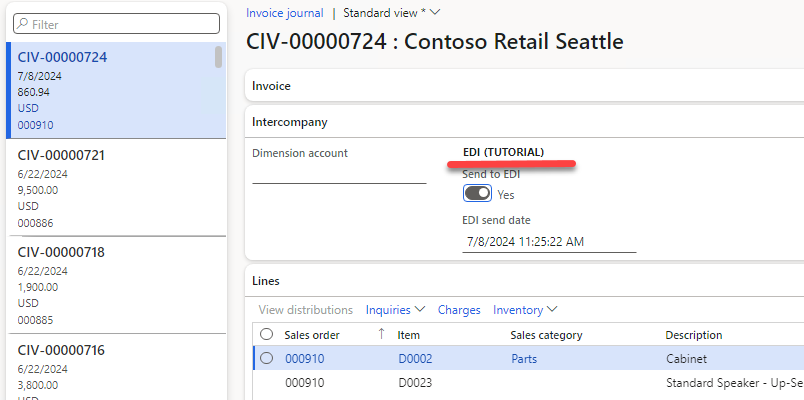 Filter
CIV-00000724
7/8/2024
860.94
USD
000910
CIV-00000721
6/22/2024
9,500.00
USD
000886
CIV-00000718
6/22/2024
1,900.00
USD
000885
CIV-00000716
6/22/2024
3,800.00
USD
Invoice journal | Standard view *
CIV-00000724 : Contoso Retail Seattle
Invoice
Intercompany
Dimension account
EDI (TUTORIAL)
Send to EDI
Yes
EDI send date
7/8/2024 11:25:22 AM
Lines
View distributions Inquiries Charges Inventory
Sales order ↑ Item Sales category Description
000910 D0002 Parts Cabinet
000910 D0023 Standard Speaker - Up-Se